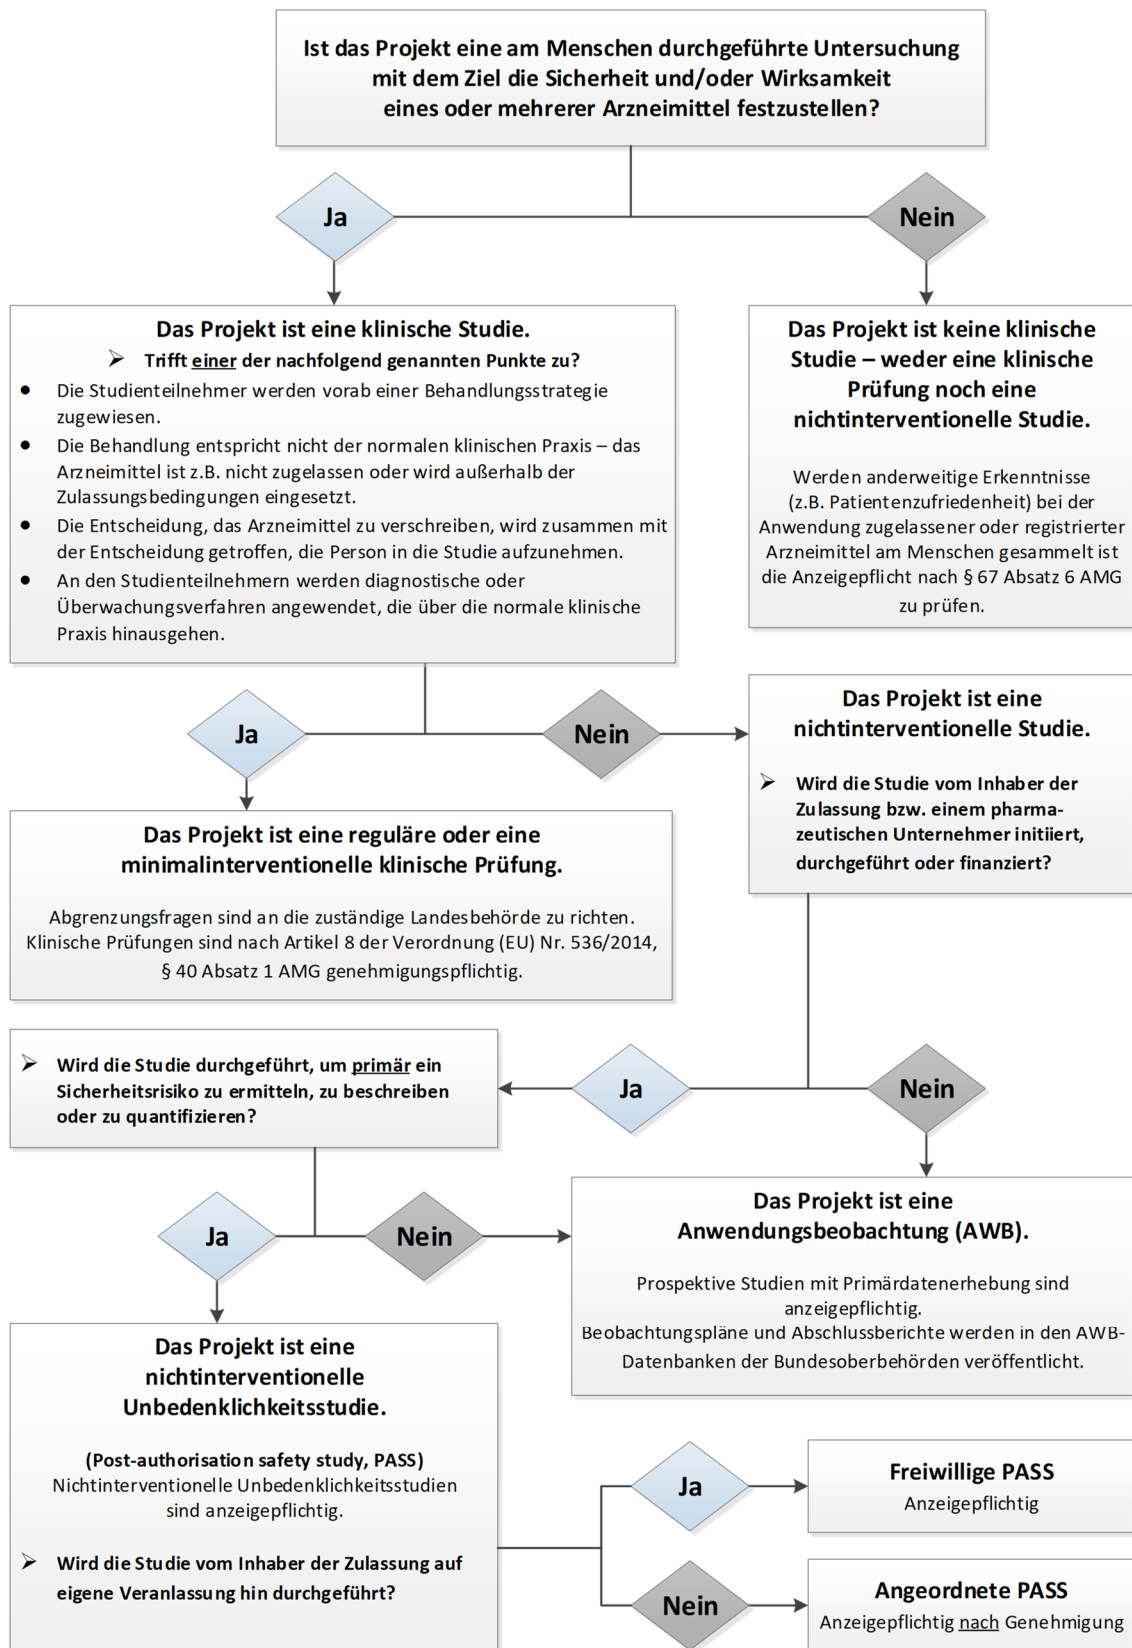 Ist das Projekt eine am Menschen durchgeführte Untersuchung
mit dem Ziel die Sicherheit und/oder Wirksamkeit
eines oder mehrerer Arzneimittel festzustellen?
Ja
Nein
Das Projekt ist eine klinische Studie.
➢ Trifft einer der nachfolgend genannten Punkte zu?
● Die Studienteilnehmer werden vorab einer Behandlungsstrategie
zugewiesen.
● Die Behandlung entspricht nicht der normalen klinischen Praxis – das
Arzneimittel ist z.B. nicht zugelassen oder wird außerhalb der
Zulassungsbedingungen eingesetzt.
● Die Entscheidung, das Arzneimittel zu verschreiben, wird zusammen mit
der Entscheidung getroffen, die Person in die Studie aufzunehmen.
● An den Studienteilnehmern werden diagnostische oder
Überwachungsverfahren angewendet, die über die normale klinische
Praxis hinausgehen.
Das Projekt ist keine klinische
Studie – weder eine klinische
Prüfung noch eine
nichtinterventionelle Studie.
Werden anderweitige Erkenntnisse
(z.B. Patientenzufriedenheit) bei der
Anwendung zugelassener oder registrierter
Arzneimittel am Menschen gesammelt ist
die Anzeigepflicht nach § 67 Absatz 6 AMG
zu prüfen.
Ja
Nein
Das Projekt ist eine
nichtinterventionelle Studie.
➢ Wird die Studie vom Inhaber der
Zulassung bzw. einem pharma-
zeutischen Unternehmer initiiert,
durchgeführt oder finanziert?
Das Projekt ist eine reguläre oder eine
minimalinterventionelle klinische Prüfung.
Abgrenzungsfragen sind an die zuständige Landesbehörde zu richten.
Klinische Prüfungen sind nach Artikel 8 der Verordnung (EU) Nr. 536/2014,
§ 40 Absatz 1 AMG genehmigungspflichtig.
➢ Wird die Studie durchgeführt, um primär ein
Sicherheitsrisiko zu ermitteln, zu beschreiben
oder zu quantifizieren?
Ja
Nein
Ja
Nein
Das Projekt ist eine
Anwendungsbeobachtung (AWB).
Prospektive Studien mit Primärdatenerhebung sind
anzeigepflichtig.
Beobachtungspläne und Abschlussberichte werden in den AWB-
Datenbanken der Bundesoberbehörden veröffentlicht.
Das Projekt ist eine
nichtinterventionelle
Unbedenklichkeitsstudie.
(Post-authorisation safety study, PASS)
Nichtinterventionelle Unbedenklichkeitsstudien
sind anzeigepflichtig.
➢ Wird die Studie vom Inhaber der Zulassung auf
eigene Veranlassung hin durchgeführt?
Ja
Freiwillige PASS
Anzeigepflichtig
Nein
Angeordnete PASS
Anzeigepflichtig nach Genehmigung